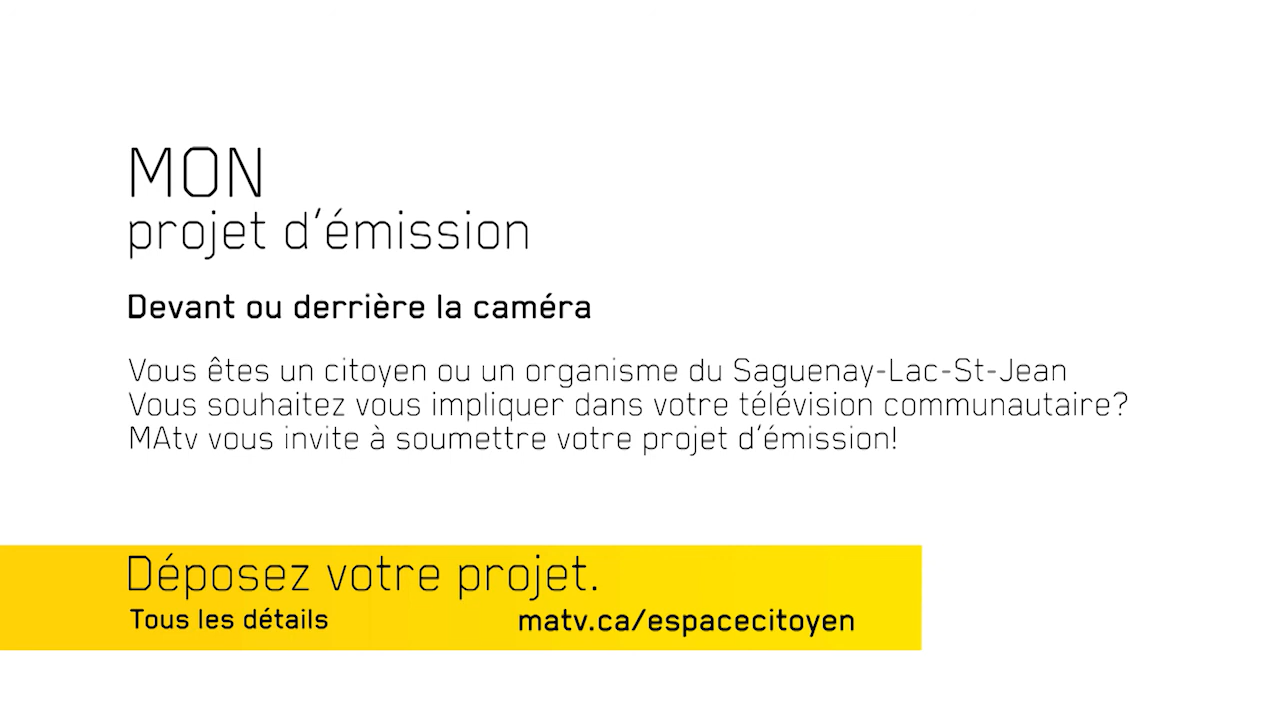 MON
projet d'émission
Devant ou derrière la caméra
Vous êtes un citoyen ou un organisme du Saguenay-Lac-St-Jean
Vous souhaitez vous impliquer dans votre télévision communautaire?
MAtv vous invite à soumettre votre projet d'émission!
Déposez votre projet.
Tous les détails matv.ca/espacecitoyen